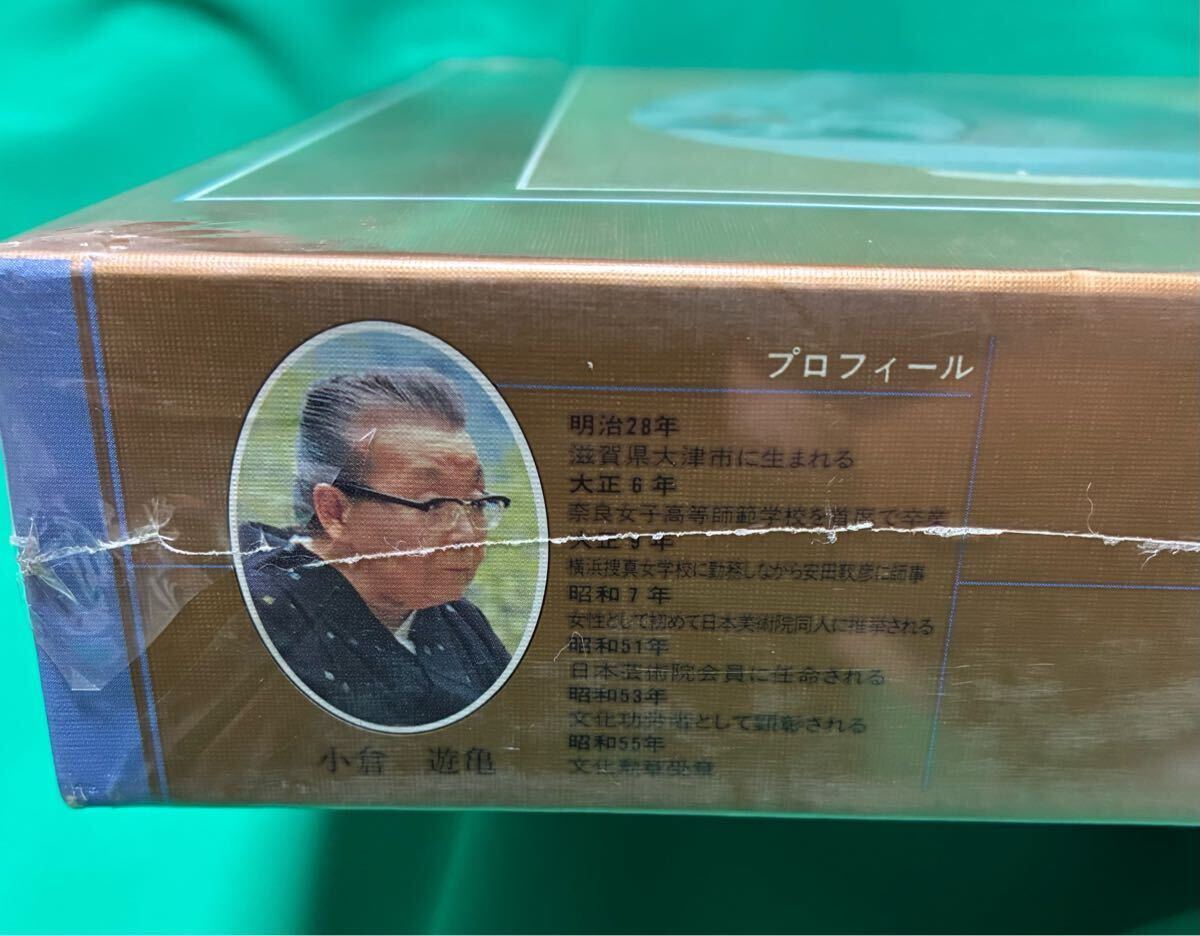 プロフィール
明治28年
滋賀県大津市に生まれる
大正6年
奈良女子高等師範学校を首席で卒業
大正9年
横浜捜真女学校に勤務しながら安田靫彦に師事
昭和7年
女性として初めて日本美術院同人に推挙される
昭和51年
日本芸術院会員に任命される
昭和53年
文化功労者として顕彰される
昭和55年
文化勲章受章
小倉 遊亀